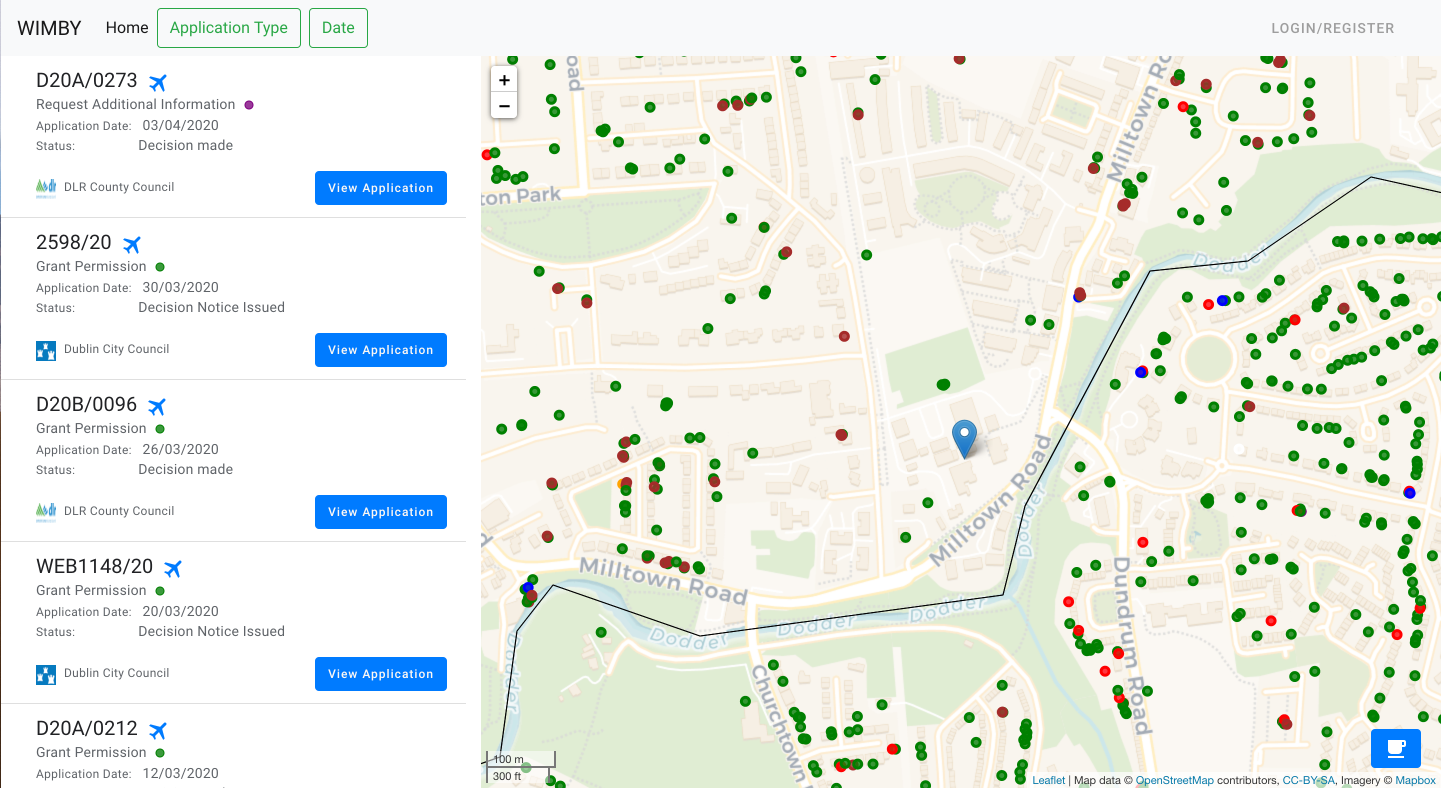 WIMBY Home Application Type Date LOGIN/REGISTER
D20A/0273
Request Additional Information
Application Date: 03/04/2020
Status: Decision made
DLR County Council View Application
2598/20
Grant Permission
Application Date: 30/03/2020
Status: Decision Notice Issued
Dublin City Council View Application
D20B/0096
Grant Permission
Application Date: 26/03/2020
Status: Decision made
DLR County Council View Application
WEB1148/20
Grant Permission
Application Date: 20/03/2020
Status: Decision Notice Issued
Dublin City Council View Application
D20A/0212
Grant Permission
Application Date: 12/03/2020
+
−
oad
ton Park
Milltown Ro
Dodder
Milltown Road
Dodder
Milltown Road
Dodder
Dodder
Dodder
Dundrum Road
Churchtown
100 m
300 ft
Leaflet | Map data © OpenStreetMap contributors, CC-BY-SA, Imagery © Mapbox